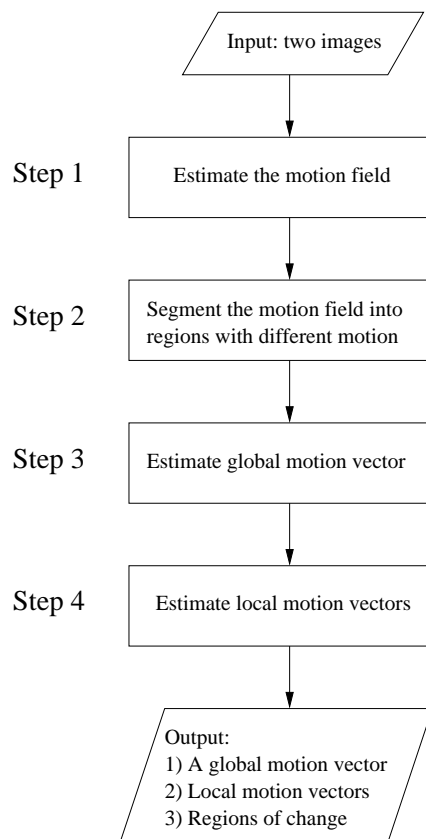 Input: two images
Step 1
Estimate the motion field
Step 2
Segment the motion field into
regions with different motion
Step 3
Estimate global motion vector
Step 4
Estimate local motion vectors
Output:
1) A global motion vector
2) Local motion vectors
3) Regions of change